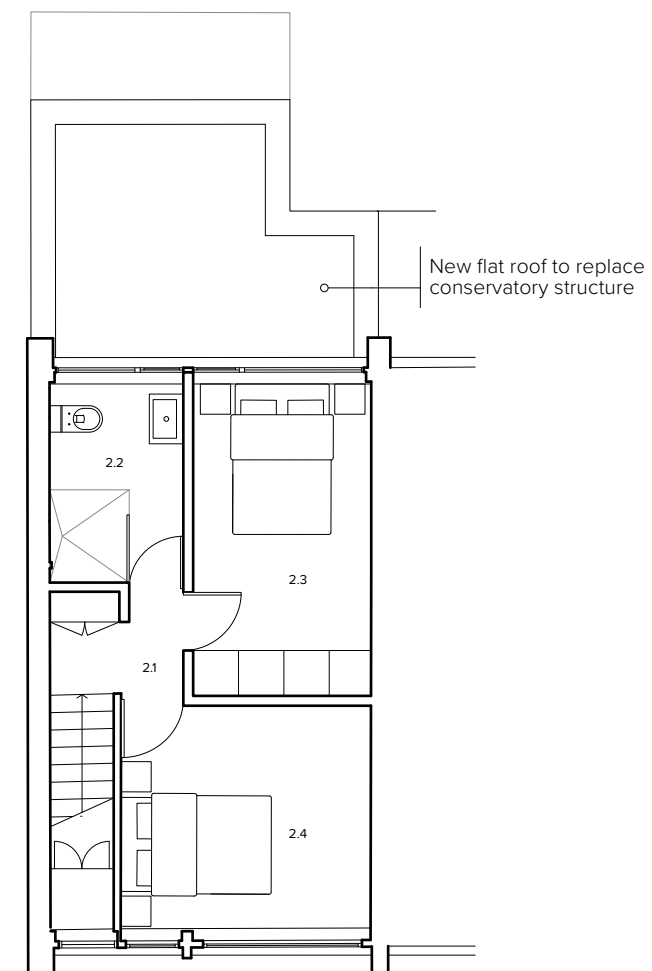 New flat roof to replace
conservatory structure
2.2
2.3
2.1
2.4